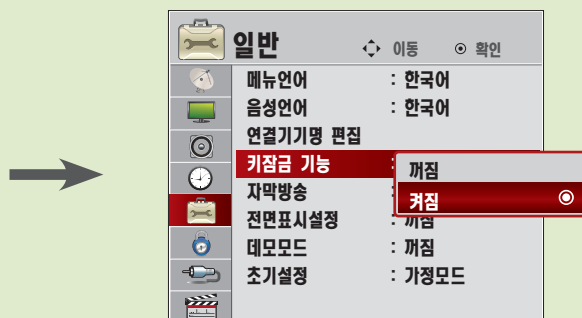 일반 이동 확인
메뉴언어 : 한국어
음성언어 : 한국어
연결기기명 편집
키잠금 기능 :
꺼짐
켜짐
자막방송 :
전면표시설정 : 꺼짐
데모모드 : 꺼짐
초기설정 : 가정모드